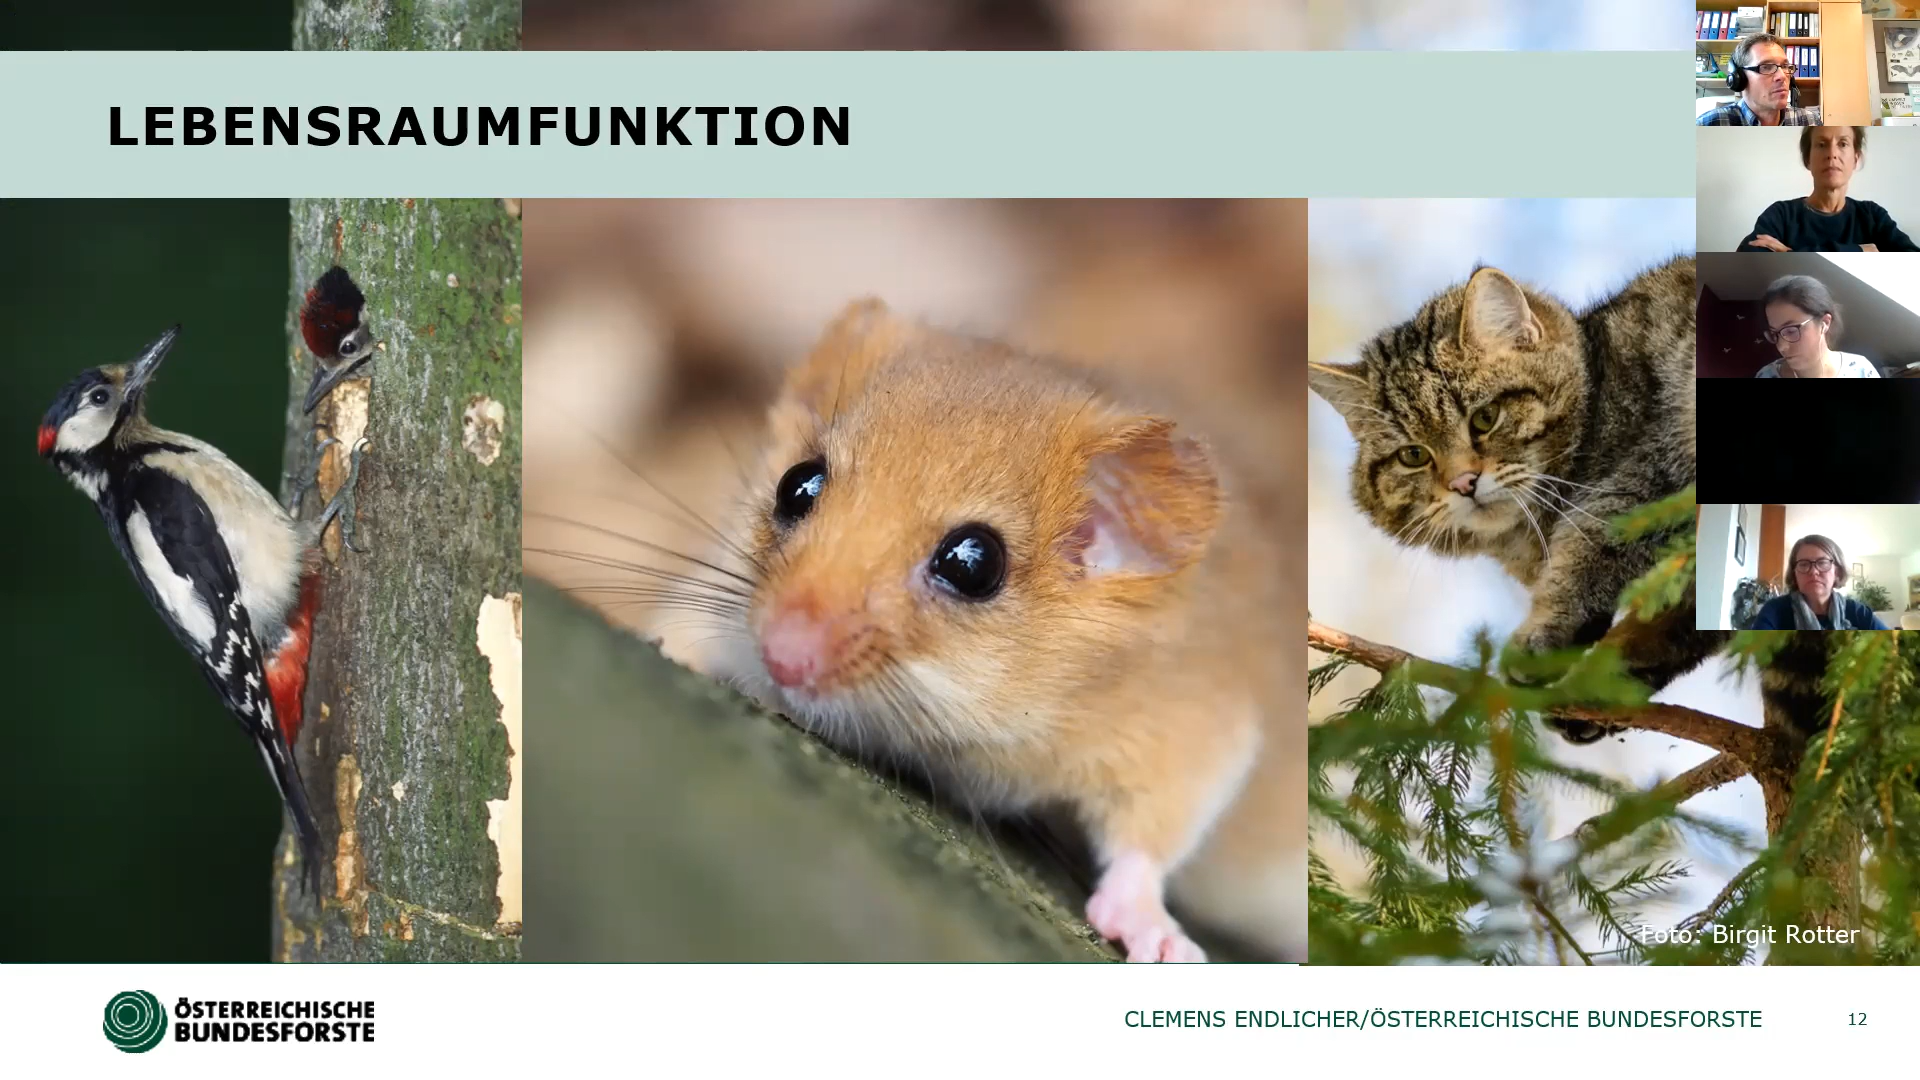 LEBENSRAUMFUNKTION
Foto: Birgit Rotter
ÖSTERREICHISCHE
BUNDESFORSTE
CLEMENS ENDLICHER/ÖSTERREICHISCHE BUNDESFORSTE
12